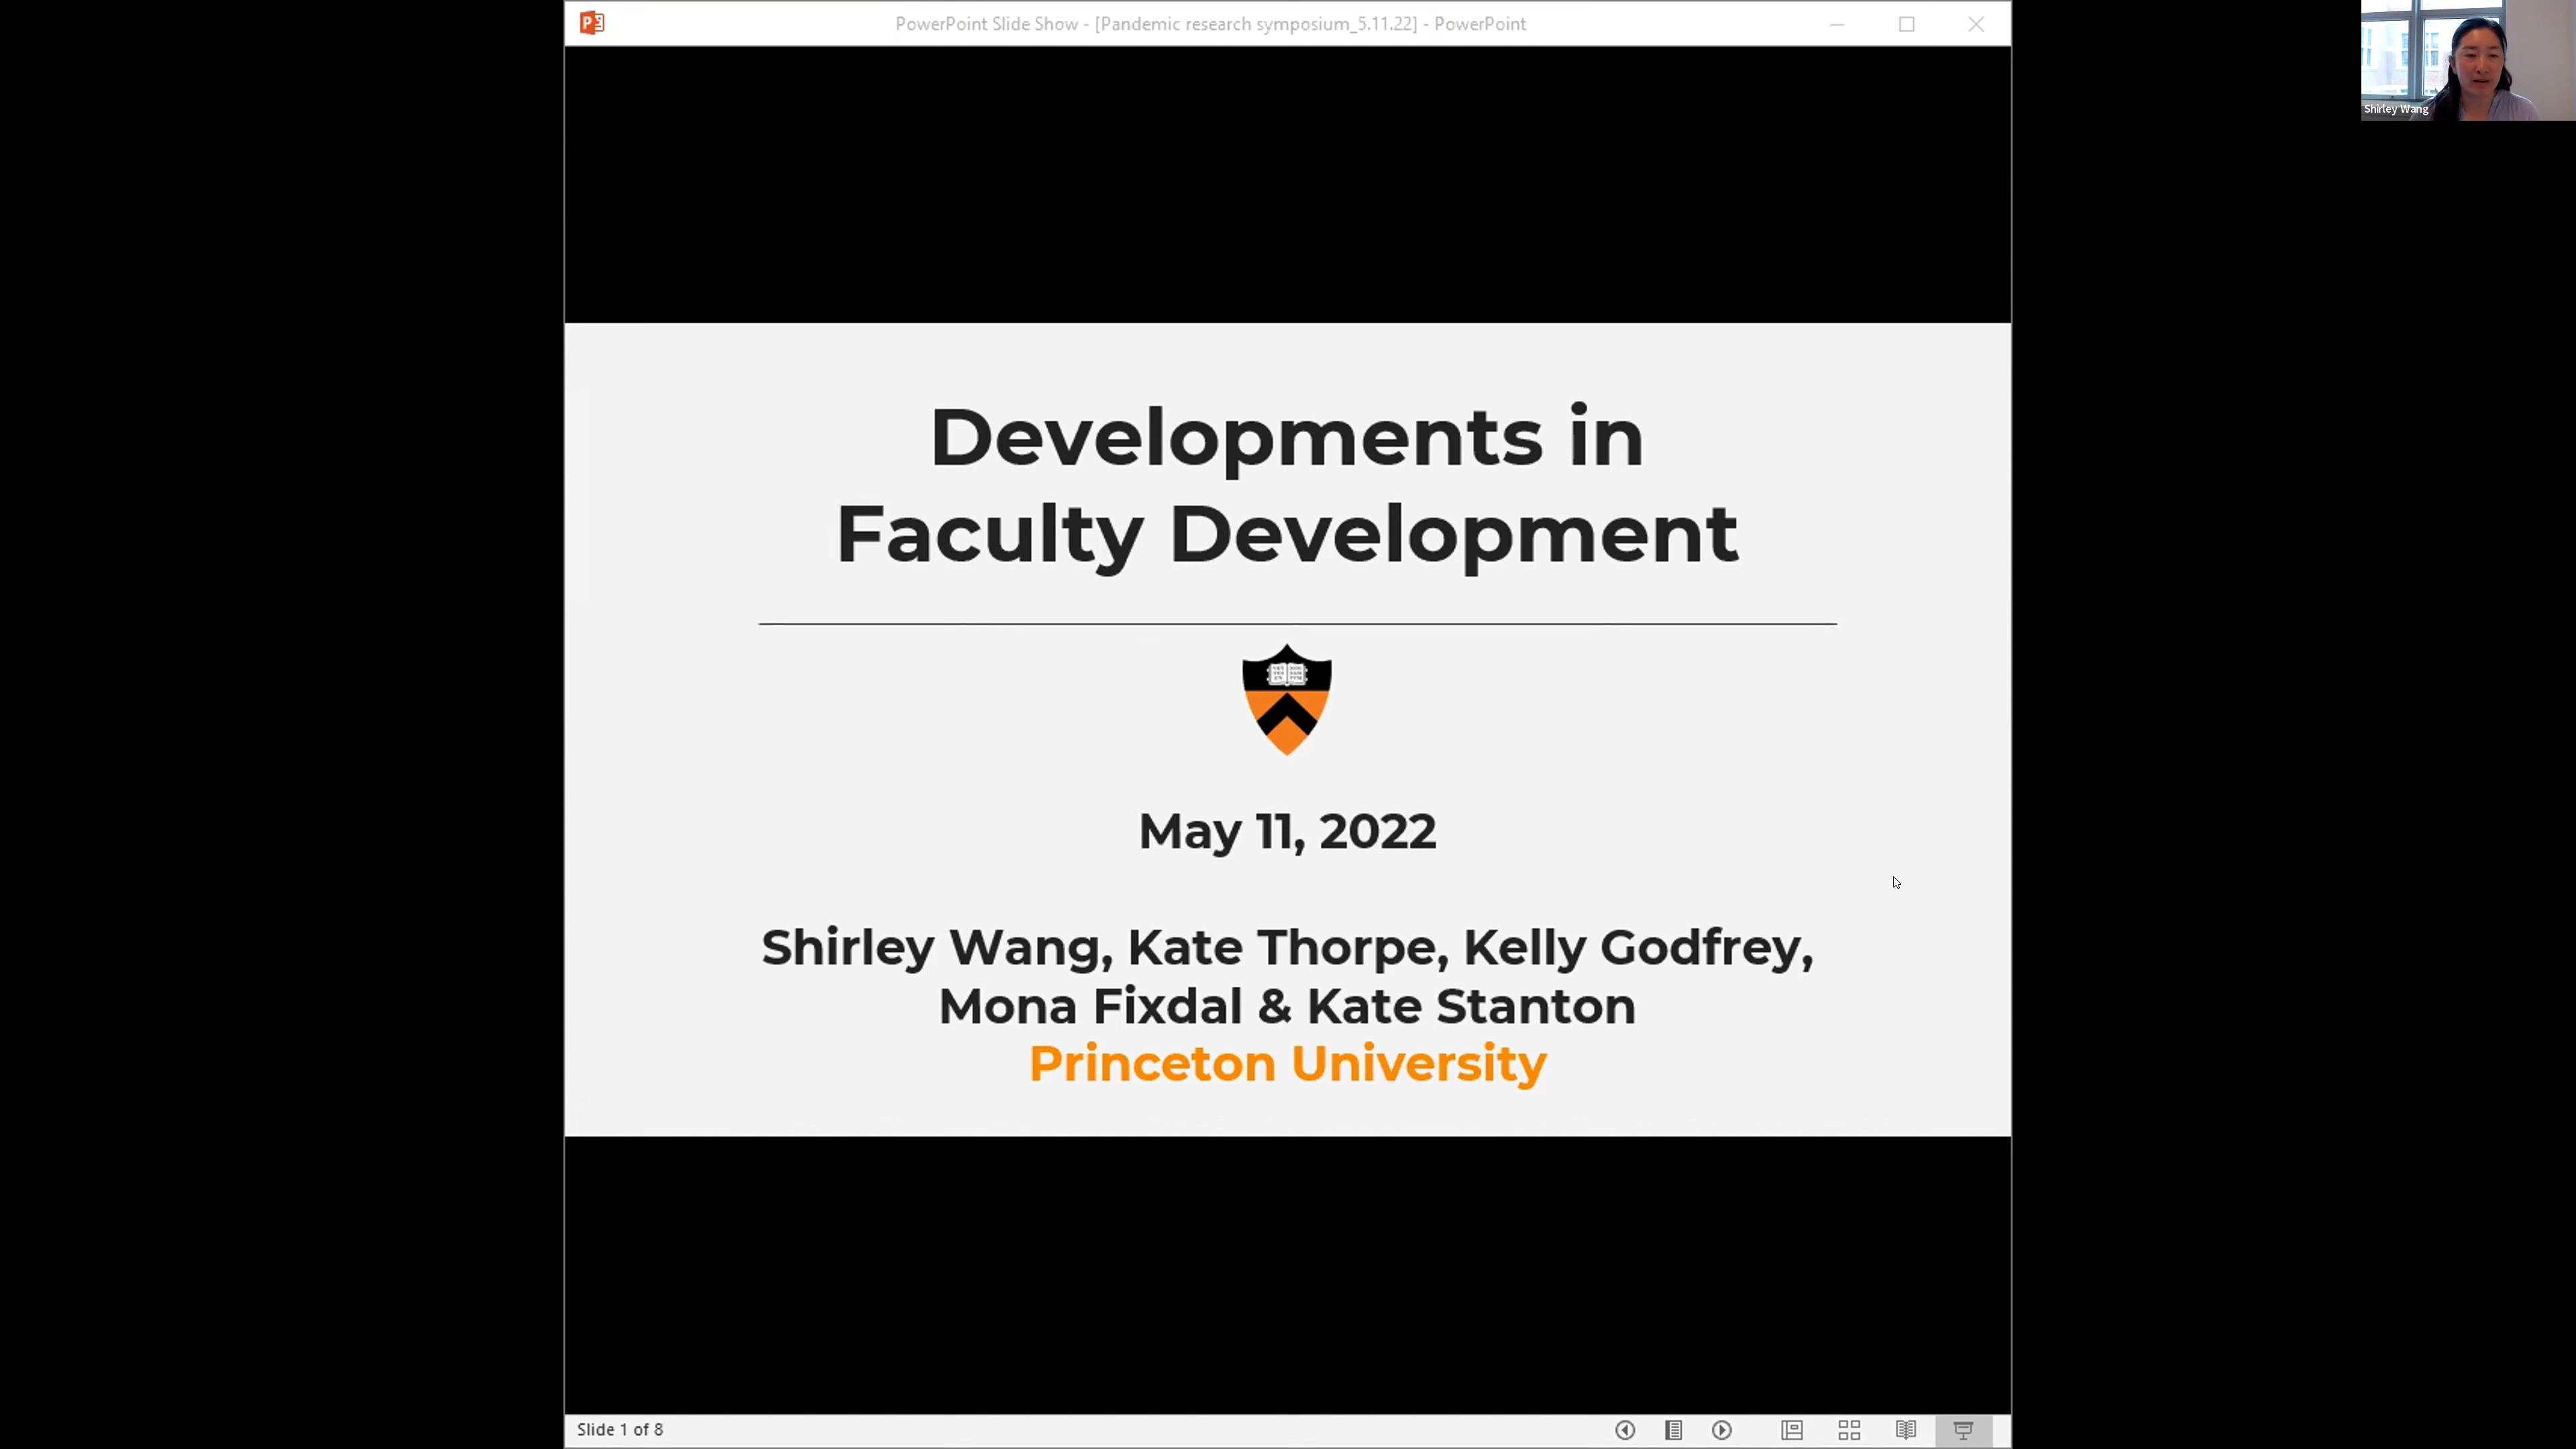 PowerPoint Slide Show - [Pandemic research symposium_5.11.22] - PowerPoint
Shirley Wang
Developments in
Faculty Development
May 11, 2022
Shirley Wang, Kate Thorpe, Kelly Godfrey,
Mona Fixdal & Kate Stanton
Princeton University
Slide 1 of 8